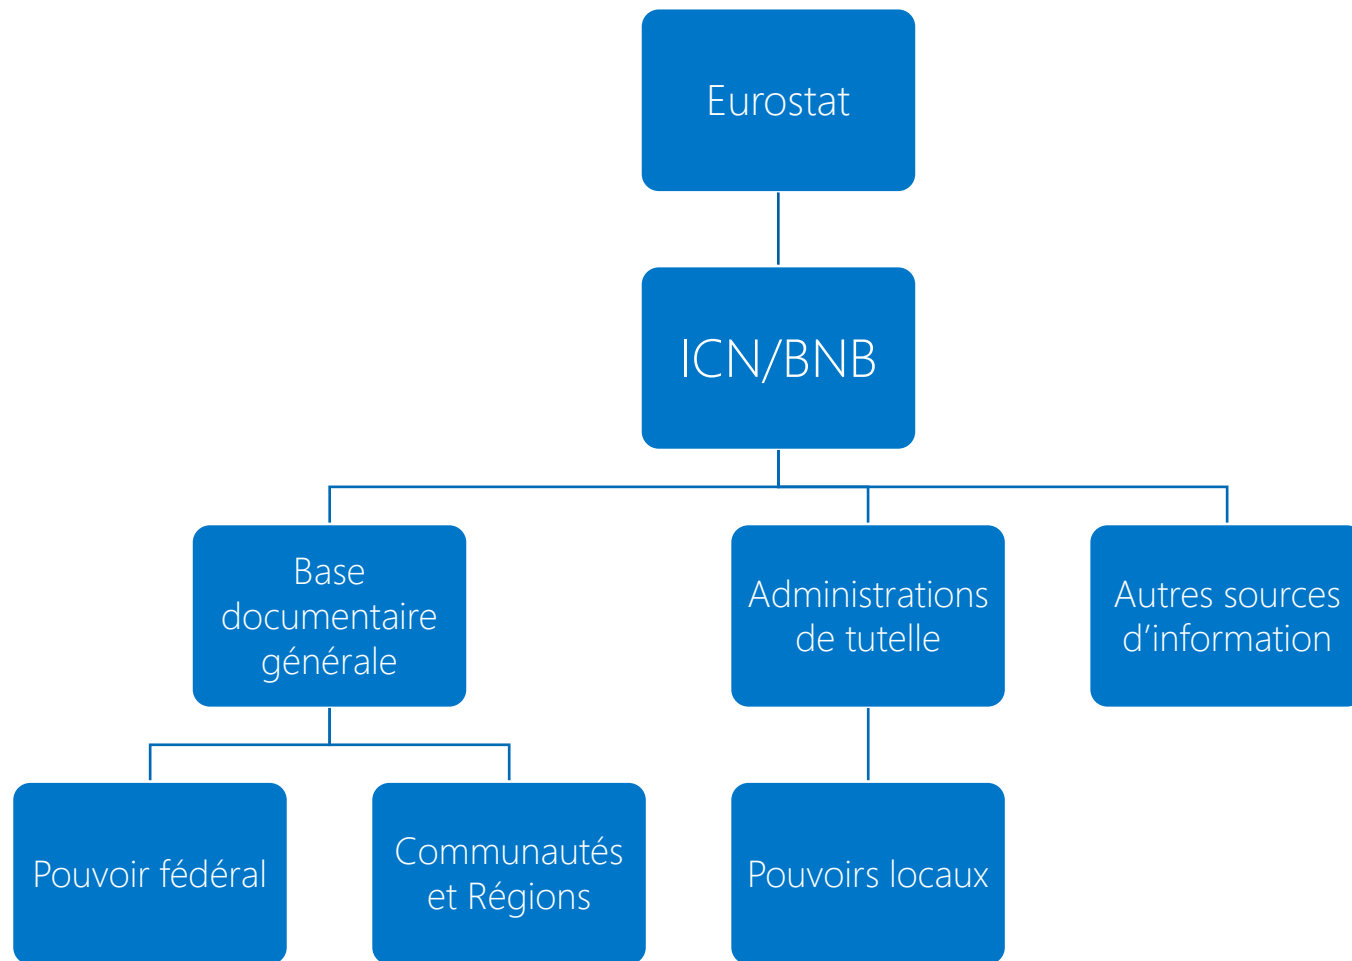 Eurostat
ICN/BNB
Base
documentaire
générale
Administrations
de tutelle
Autres sources
d’information
Pouvoir fédéral
Communautés
et Régions
Pouvoirs locaux